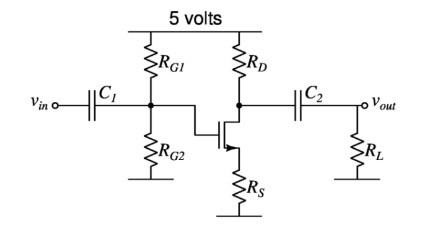 5 volts
R_G1
R_D
v_in
C_1
C_2
v_out
R_G2
R_L
R_S